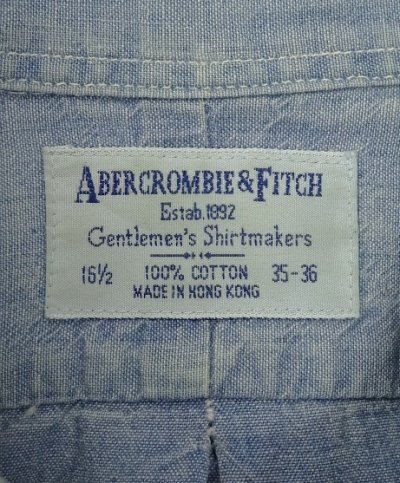 ABERCROMBIE & FITCH
Estab. 1892
Gentlemen's Shirtmakers
16½ 100% COTTON 35-36
MADE IN HONG KONG